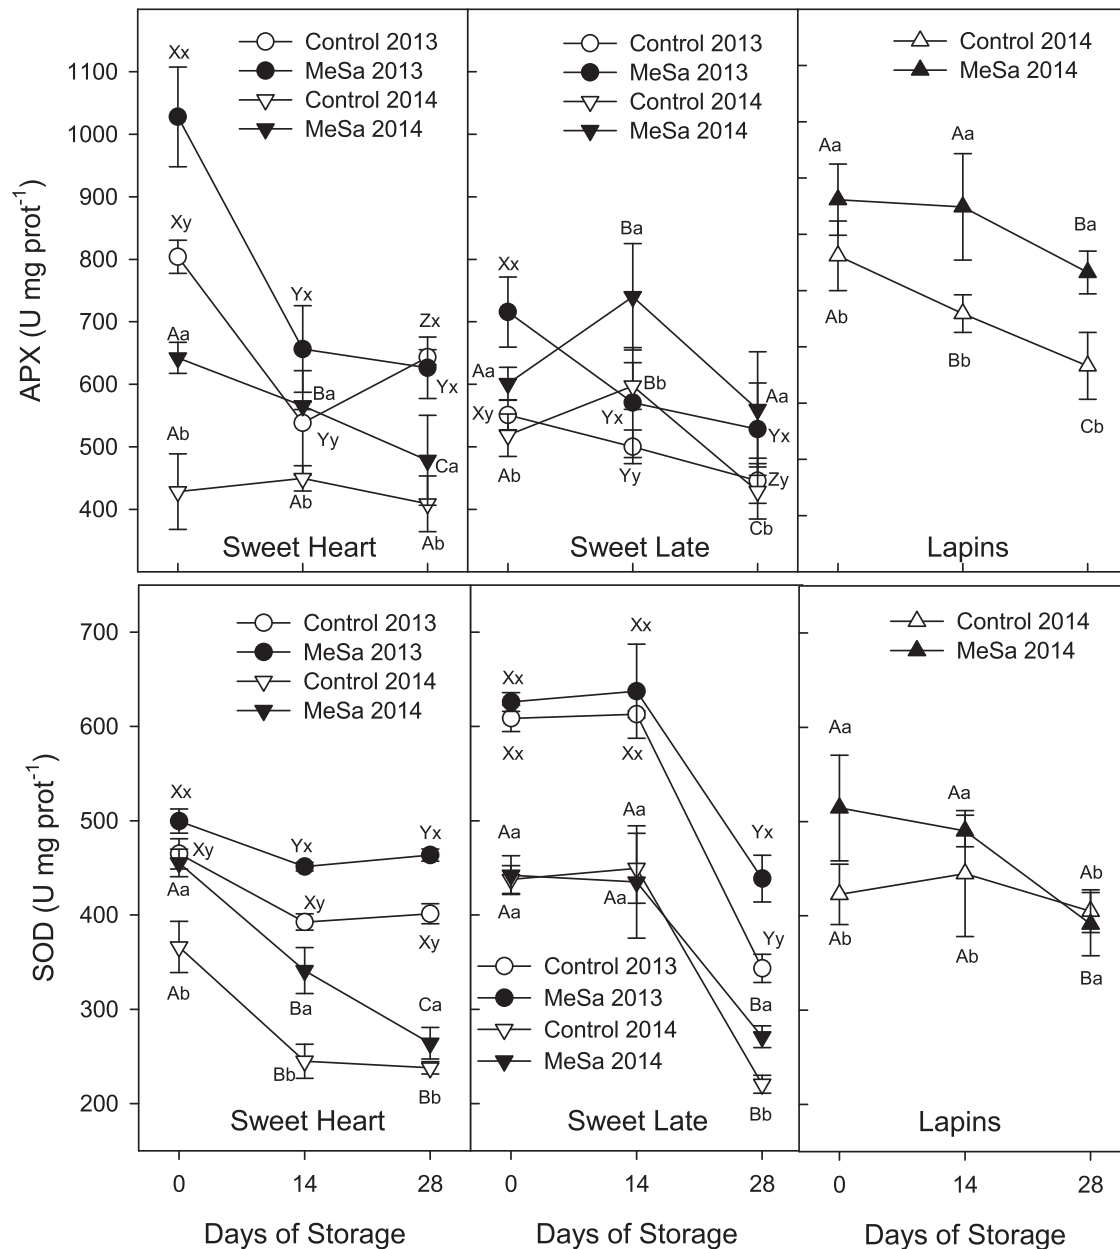 APX (U mg prot⁻¹)
1100
1000
900
800
700
600
500
400
Control 2013
MeSa 2013
Control 2014
MeSa 2014
Xx
Xy
Aa
Ab
Yx
Ba
Yy
Ab
Zx
Yx
Ca
Ab
Sweet Heart
Control 2013
MeSa 2013
Control 2014
MeSa 2014
Xx
Aa
Xy
Ab
Ba
Bb
Yx
Yy
Aa
Yx
Zy
Cb
Sweet Late
Control 2014
MeSa 2014
Aa
Ab
Aa
Bb
Ba
Cb
Lapins
SOD (U mg prot⁻¹)
700
600
500
400
300
200
Control 2013
MeSa 2013
Control 2014
MeSa 2014
Xx
Xy
Aa
Ab
Yx
Xy
Ba
Bb
Yx
Xy
Ca
Bb
Sweet Heart
Xx
Xx
Aa
Aa
Xx
Xx
Aa
Aa
Yx
Yy
Ba
Bb
Control 2013
MeSa 2013
Control 2014
MeSa 2014
Sweet Late
Control 2014
MeSa 2014
Aa
Ab
Aa
Ab
Ab
Ba
Lapins
0 14 28
0 14 28
0 14 28
Days of Storage
Days of Storage
Days of Storage